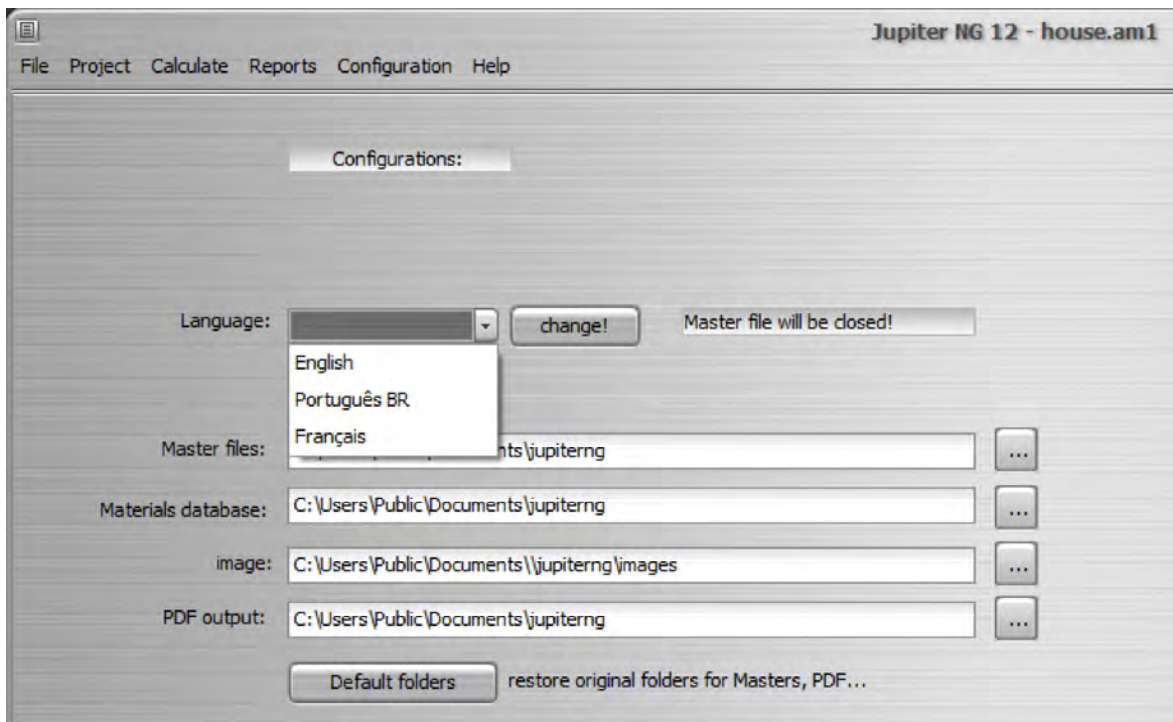 Jupiter NG 12 - house.am1
File Project Calculate Reports Configuration Help
Configurations:
Language: change! Master file will be closed!
English
Português BR
Français
Master files: nts\jupiterng ...
Materials database: C:\Users\Public\Documents\jupiterng ...
image: C:\Users\Public\Documents\\jupiterng\images ...
PDF output: C:\Users\Public\Documents\jupiterng ...
Default folders restore original folders for Masters, PDF...